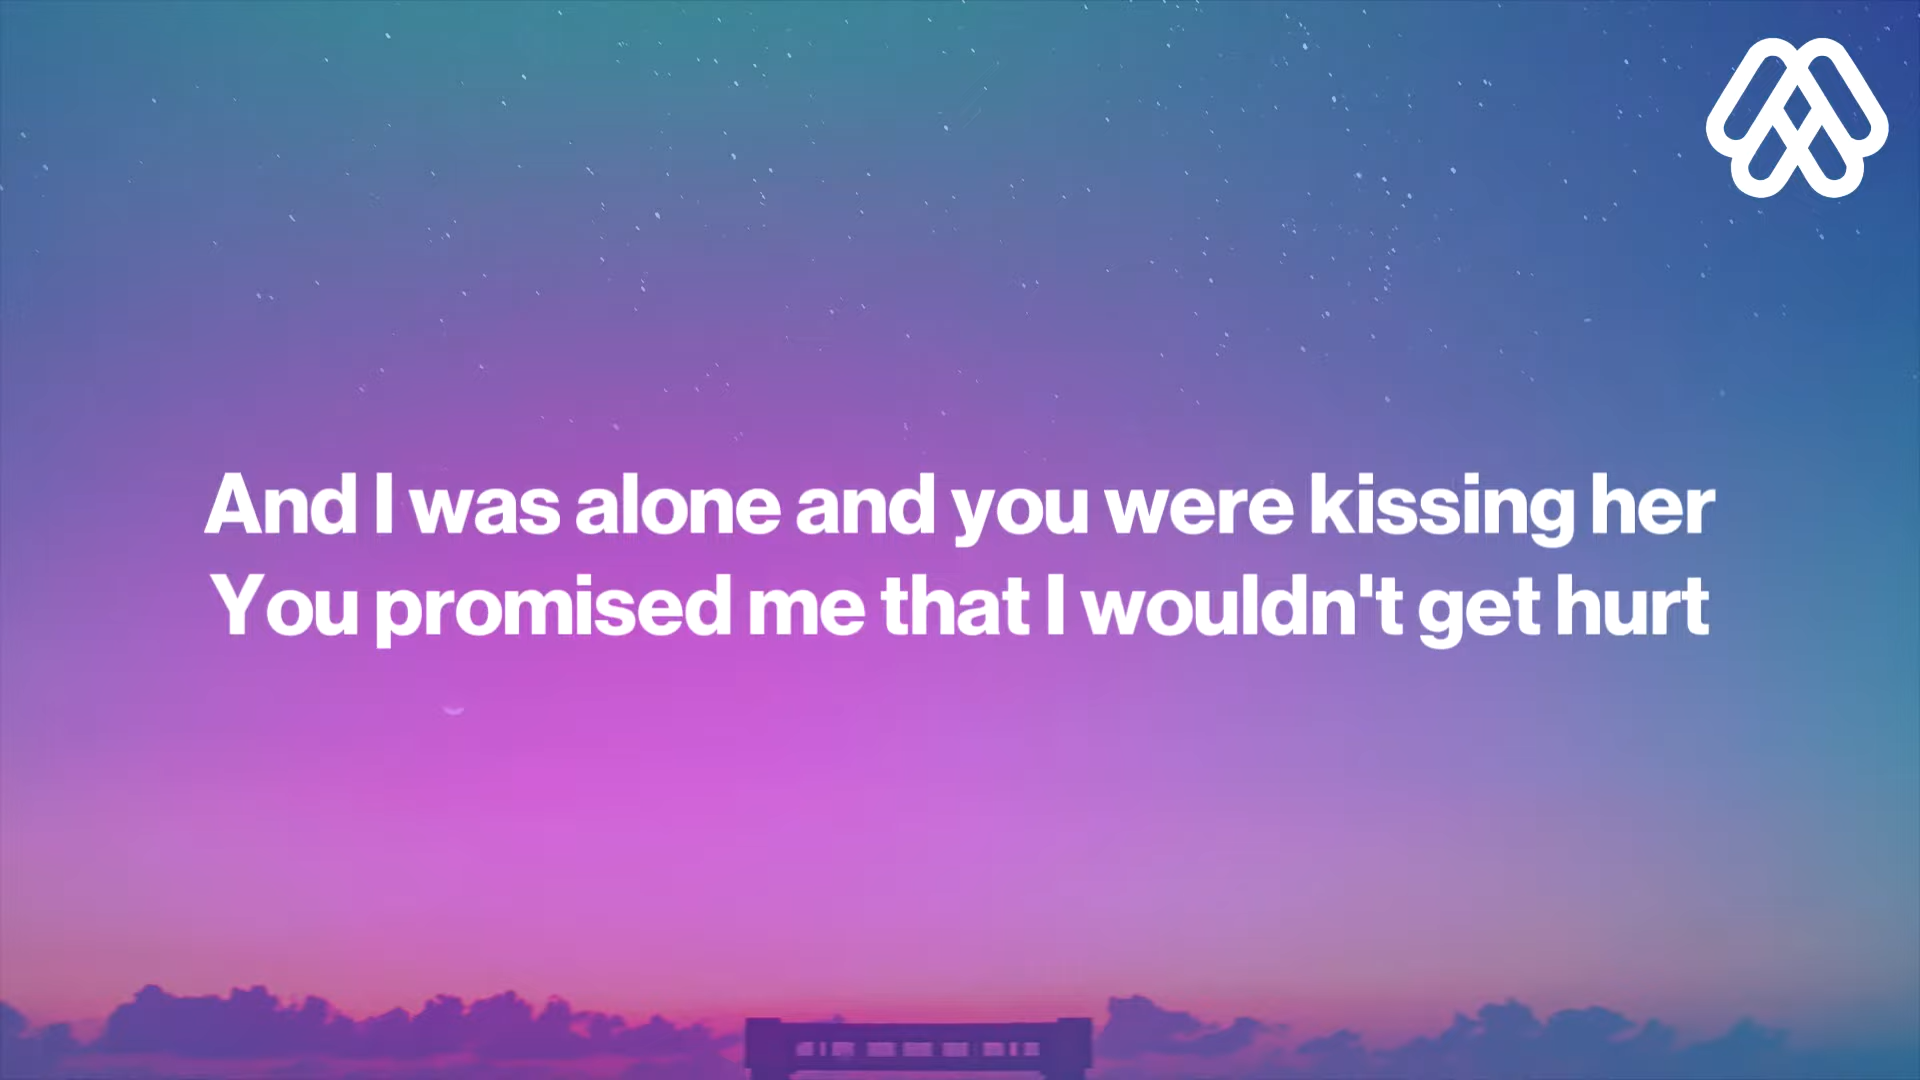 And I was alone and you were kissing her
You promised me that I wouldn't get hurt